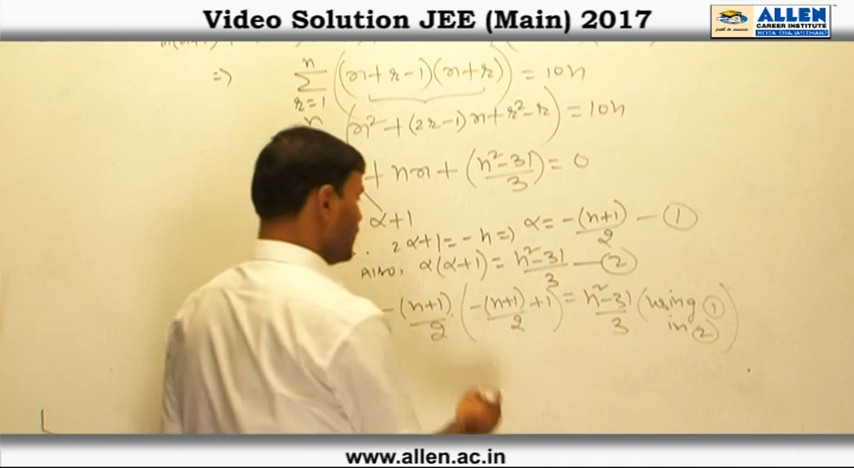 Video Solution JEE (Main) 2017
ALLEN
CAREER INSTITUTE
KOTA (RAJASTHAN)
=> n∑r=1 (x+r-1)(x+r) = 10n
n (x²+(2r-1)x+r²-r) = 10n
+ nx + (n²-31)/3 = 0
α+1
2α+1 = -n => α = -(n+1)/2 — ①
Also, α(α+1) = (n²-31)/3 — ②
-(n+1)/2 . (-(n+1)/2 + 1) = (n²-31)/3 (using ① in ②)
www.allen.ac.in